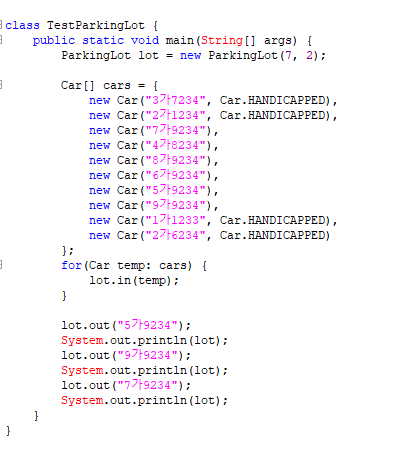 class TestParkingLot {
public static void main(String[] args) {
ParkingLot lot = new ParkingLot(7, 2);
Car[] cars = {
new Car("3가7234", Car.HANDICAPPED),
new Car("2가1234", Car.HANDICAPPED),
new Car("7가9234"),
new Car("4가8234"),
new Car("8가9234"),
new Car("6가9234"),
new Car("5가9234"),
new Car("9가9234"),
new Car("1가1233", Car.HANDICAPPED),
new Car("2가6234", Car.HANDICAPPED)
};
for(Car temp: cars) {
lot.in(temp);
}
lot.out("5가9234");
System.out.println(lot);
lot.out("9가9234");
System.out.println(lot);
lot.out("7가9234");
System.out.println(lot);
}
}